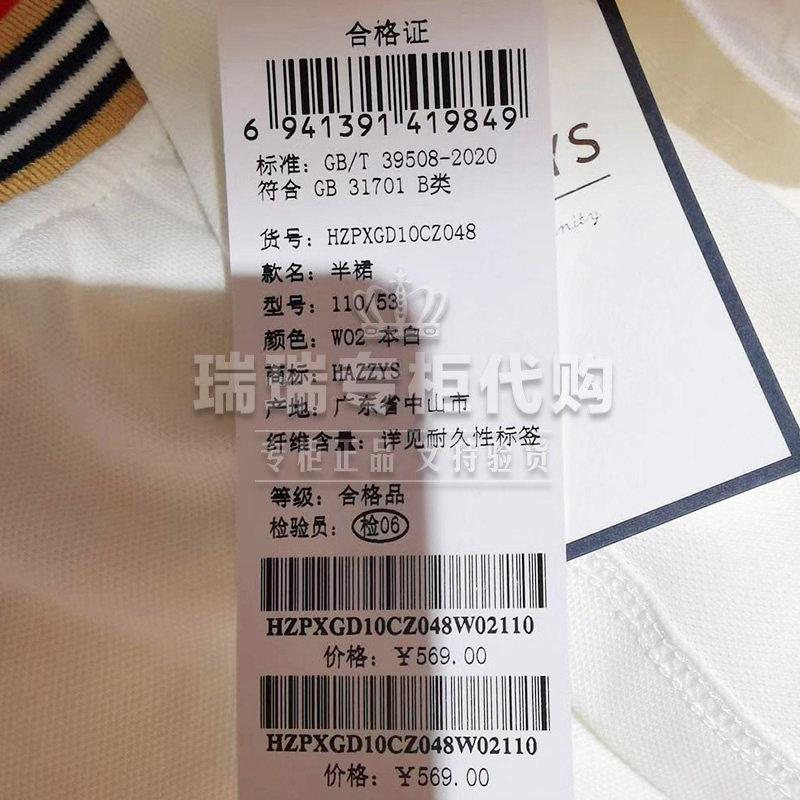 合格证
6 941391 419849
标准: GB/T 39508-2020
符合 GB 31701 B类
货号: HZPXGD10CZ048
款名: 半裙
型号: 110/53
颜色: W02 本白
商标: HAZZYS
产地: 广东省中山市
纤维含量: 详见耐久性标签
等级: 合格品
检验员: 检06
HZPXGD10CZ048W02110
价格: ¥569.00
HZPXGD10CZ048W02110
价格: ¥569.00
YS
nity
瑞瑞专柜代购
专柜正品 支持验货